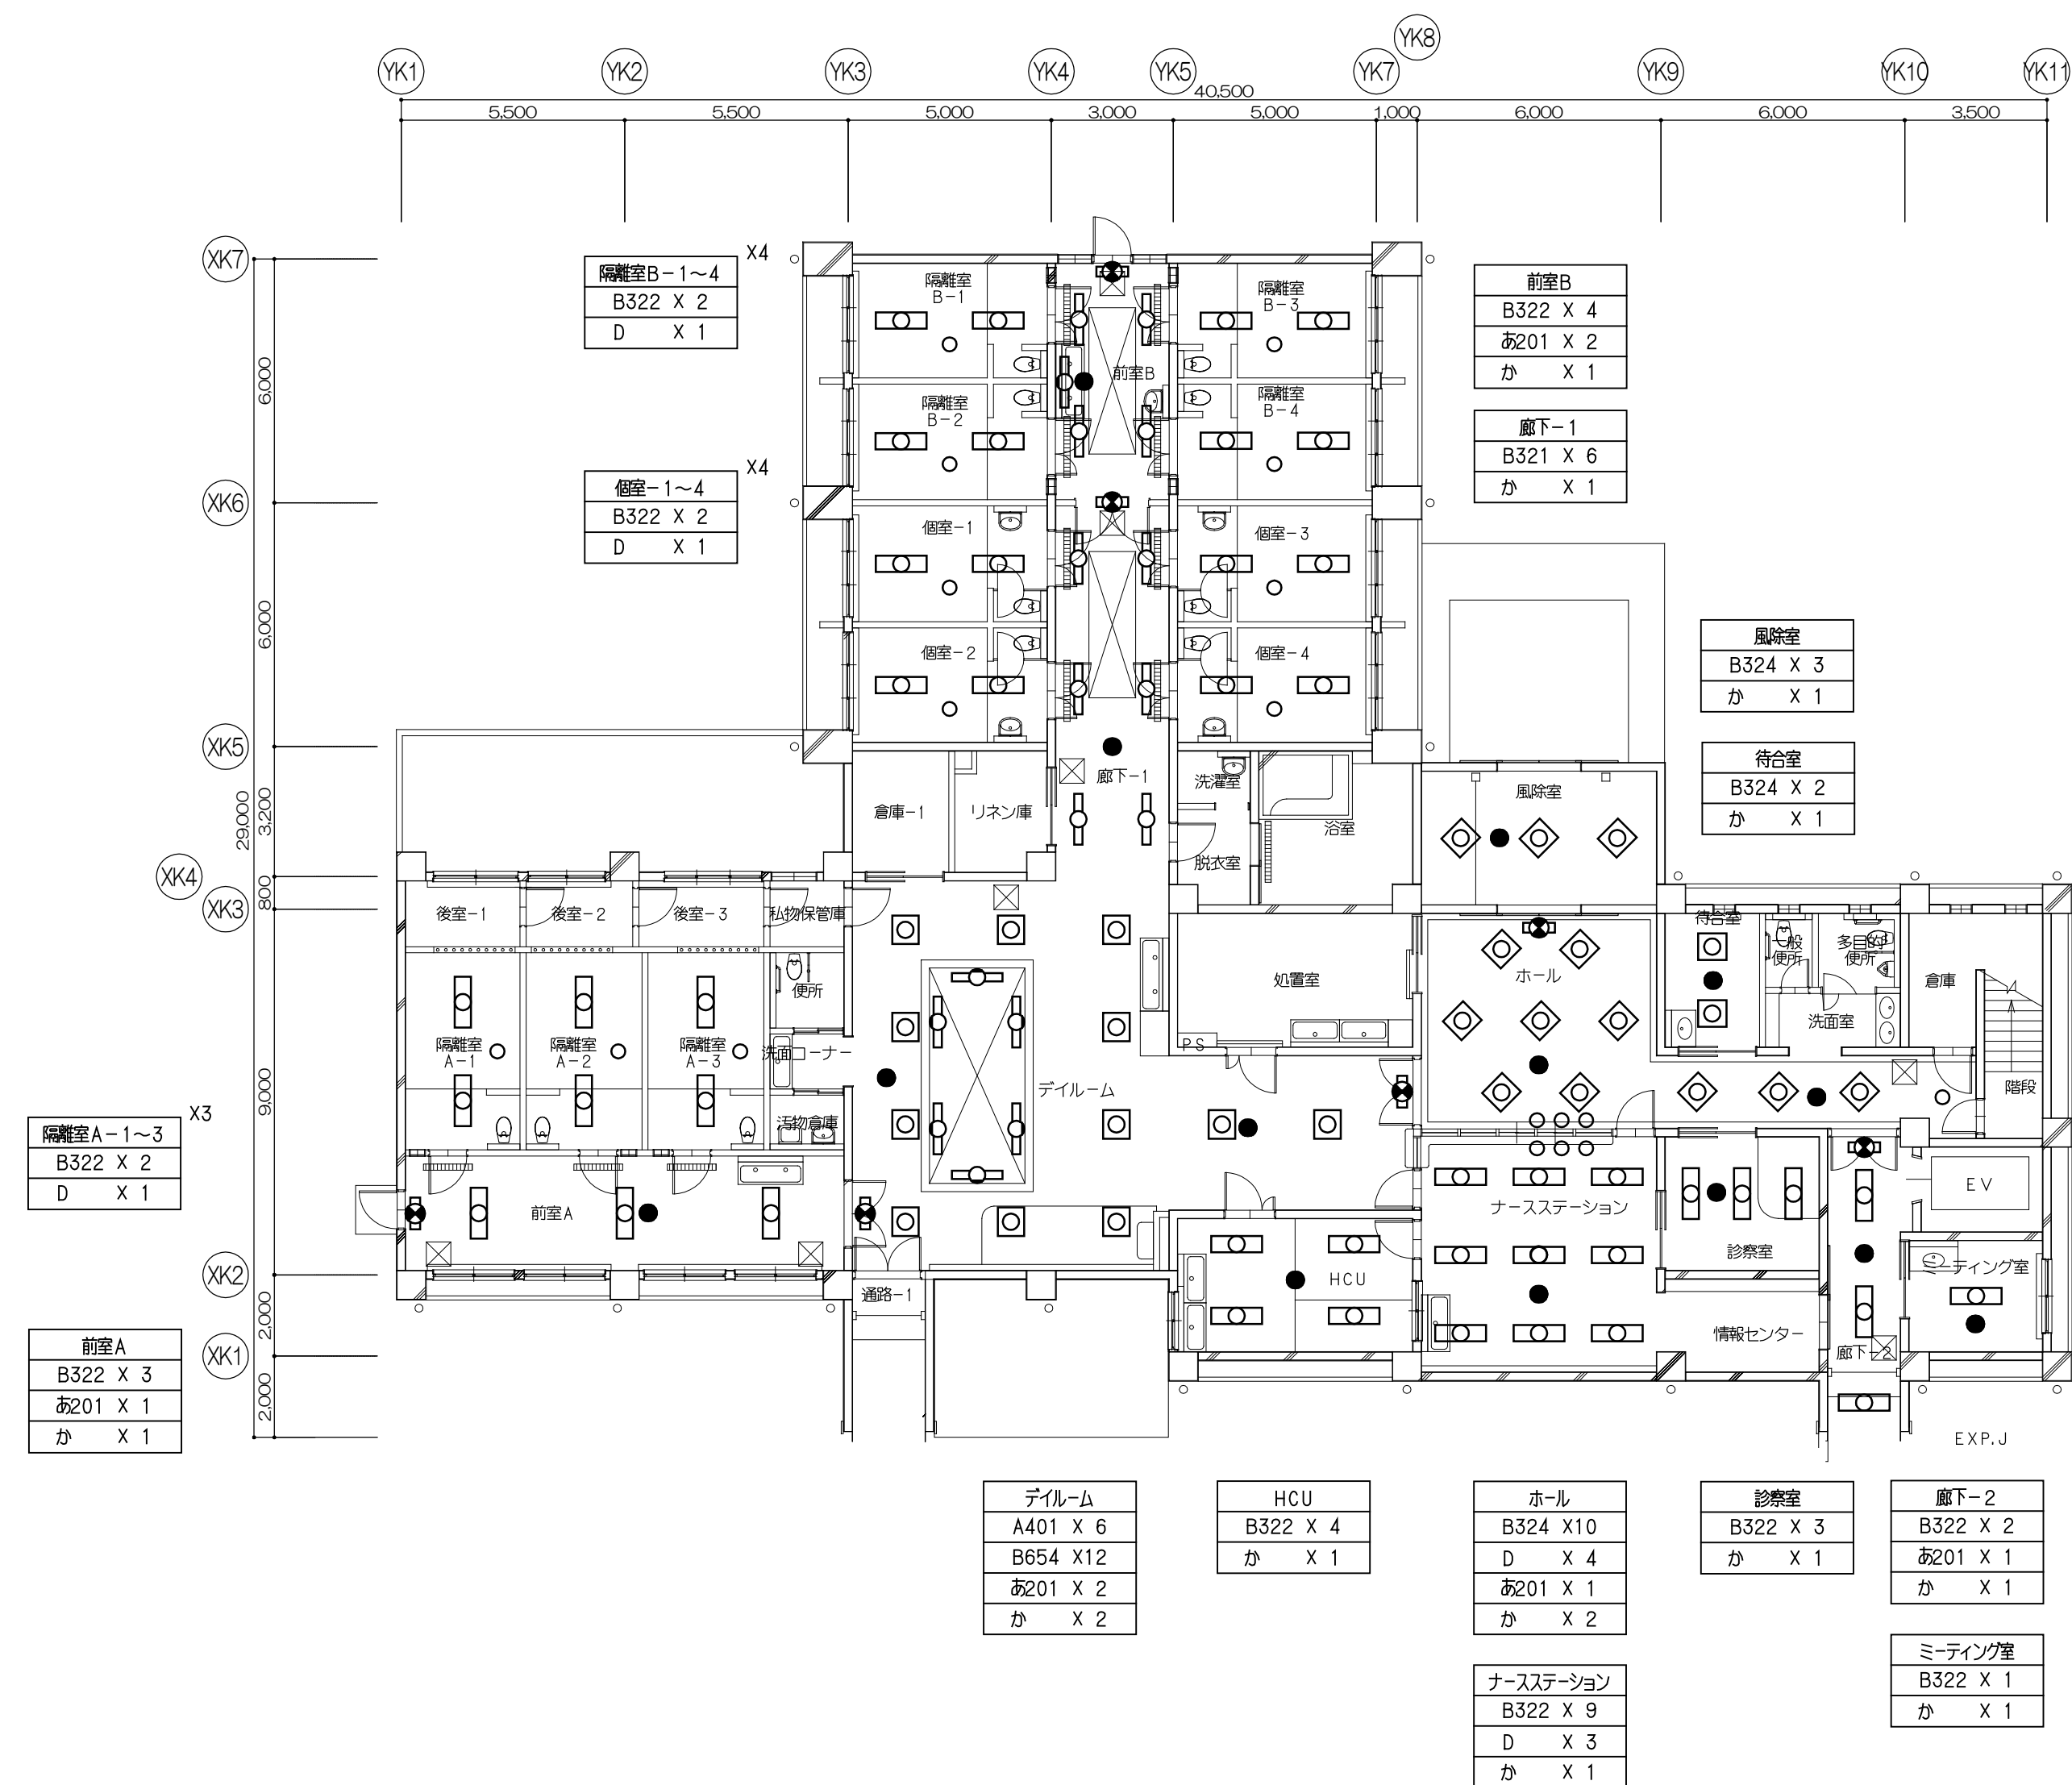 YK8
YK1 YK2 YK3 YK4 YK5 YK7 YK9 YK10 YK11
40,500
5,500 5,500 5,000 3,000 5,000 1,000 6,000 6,000 3,500
XK7
XK6
XK5
XK4
XK3
XK2
XK1
6,000
6,000
3,200
29,000
800
9,000
2,000
2,000
X4
隔離室B-1〜4
B322 X 2
D X 1
X4
個室-1〜4
B322 X 2
D X 1
前室B
B322 X 4
あ201 X 2
か X 1
廊下-1
B321 X 6
か X 1
風除室
B324 X 3
か X 1
待合室
B324 X 2
か X 1
隔離室
B-1
隔離室
B-3
前室B
隔離室
B-2
隔離室
B-4
個室-1
個室-3
個室-2
個室-4
廊下-1
洗濯室
風除室
倉庫-1
リネン庫
浴室
脱衣室
後室-1
後室-2
後室-3
私物保管庫
待合室
一般
便所
多目的
便所
処置室
ホール
倉庫
便所
洗面室
隔離室
A-1
隔離室
A-2
隔離室
A-3
洗面コーナー
PS
デイルーム
階段
汚物倉庫
前室A
ナースステーション
EV
診察室
ミーティング室
HCU
通路-1
情報センター
廊下-2
EXP.J
X3
隔離室A-1〜3
B322 X 2
D X 1
前室A
B322 X 3
あ201 X 1
か X 1
デイルーム
A401 X 6
B654 X12
あ201 X 2
か X 2
HCU
B322 X 4
か X 1
ホール
B324 X10
D X 4
あ201 X 1
か X 2
診察室
B322 X 3
か X 1
廊下-2
B322 X 2
あ201 X 1
か X 1
ミーティング室
B322 X 1
か X 1
ナースステーション
B322 X 9
D X 3
か X 1